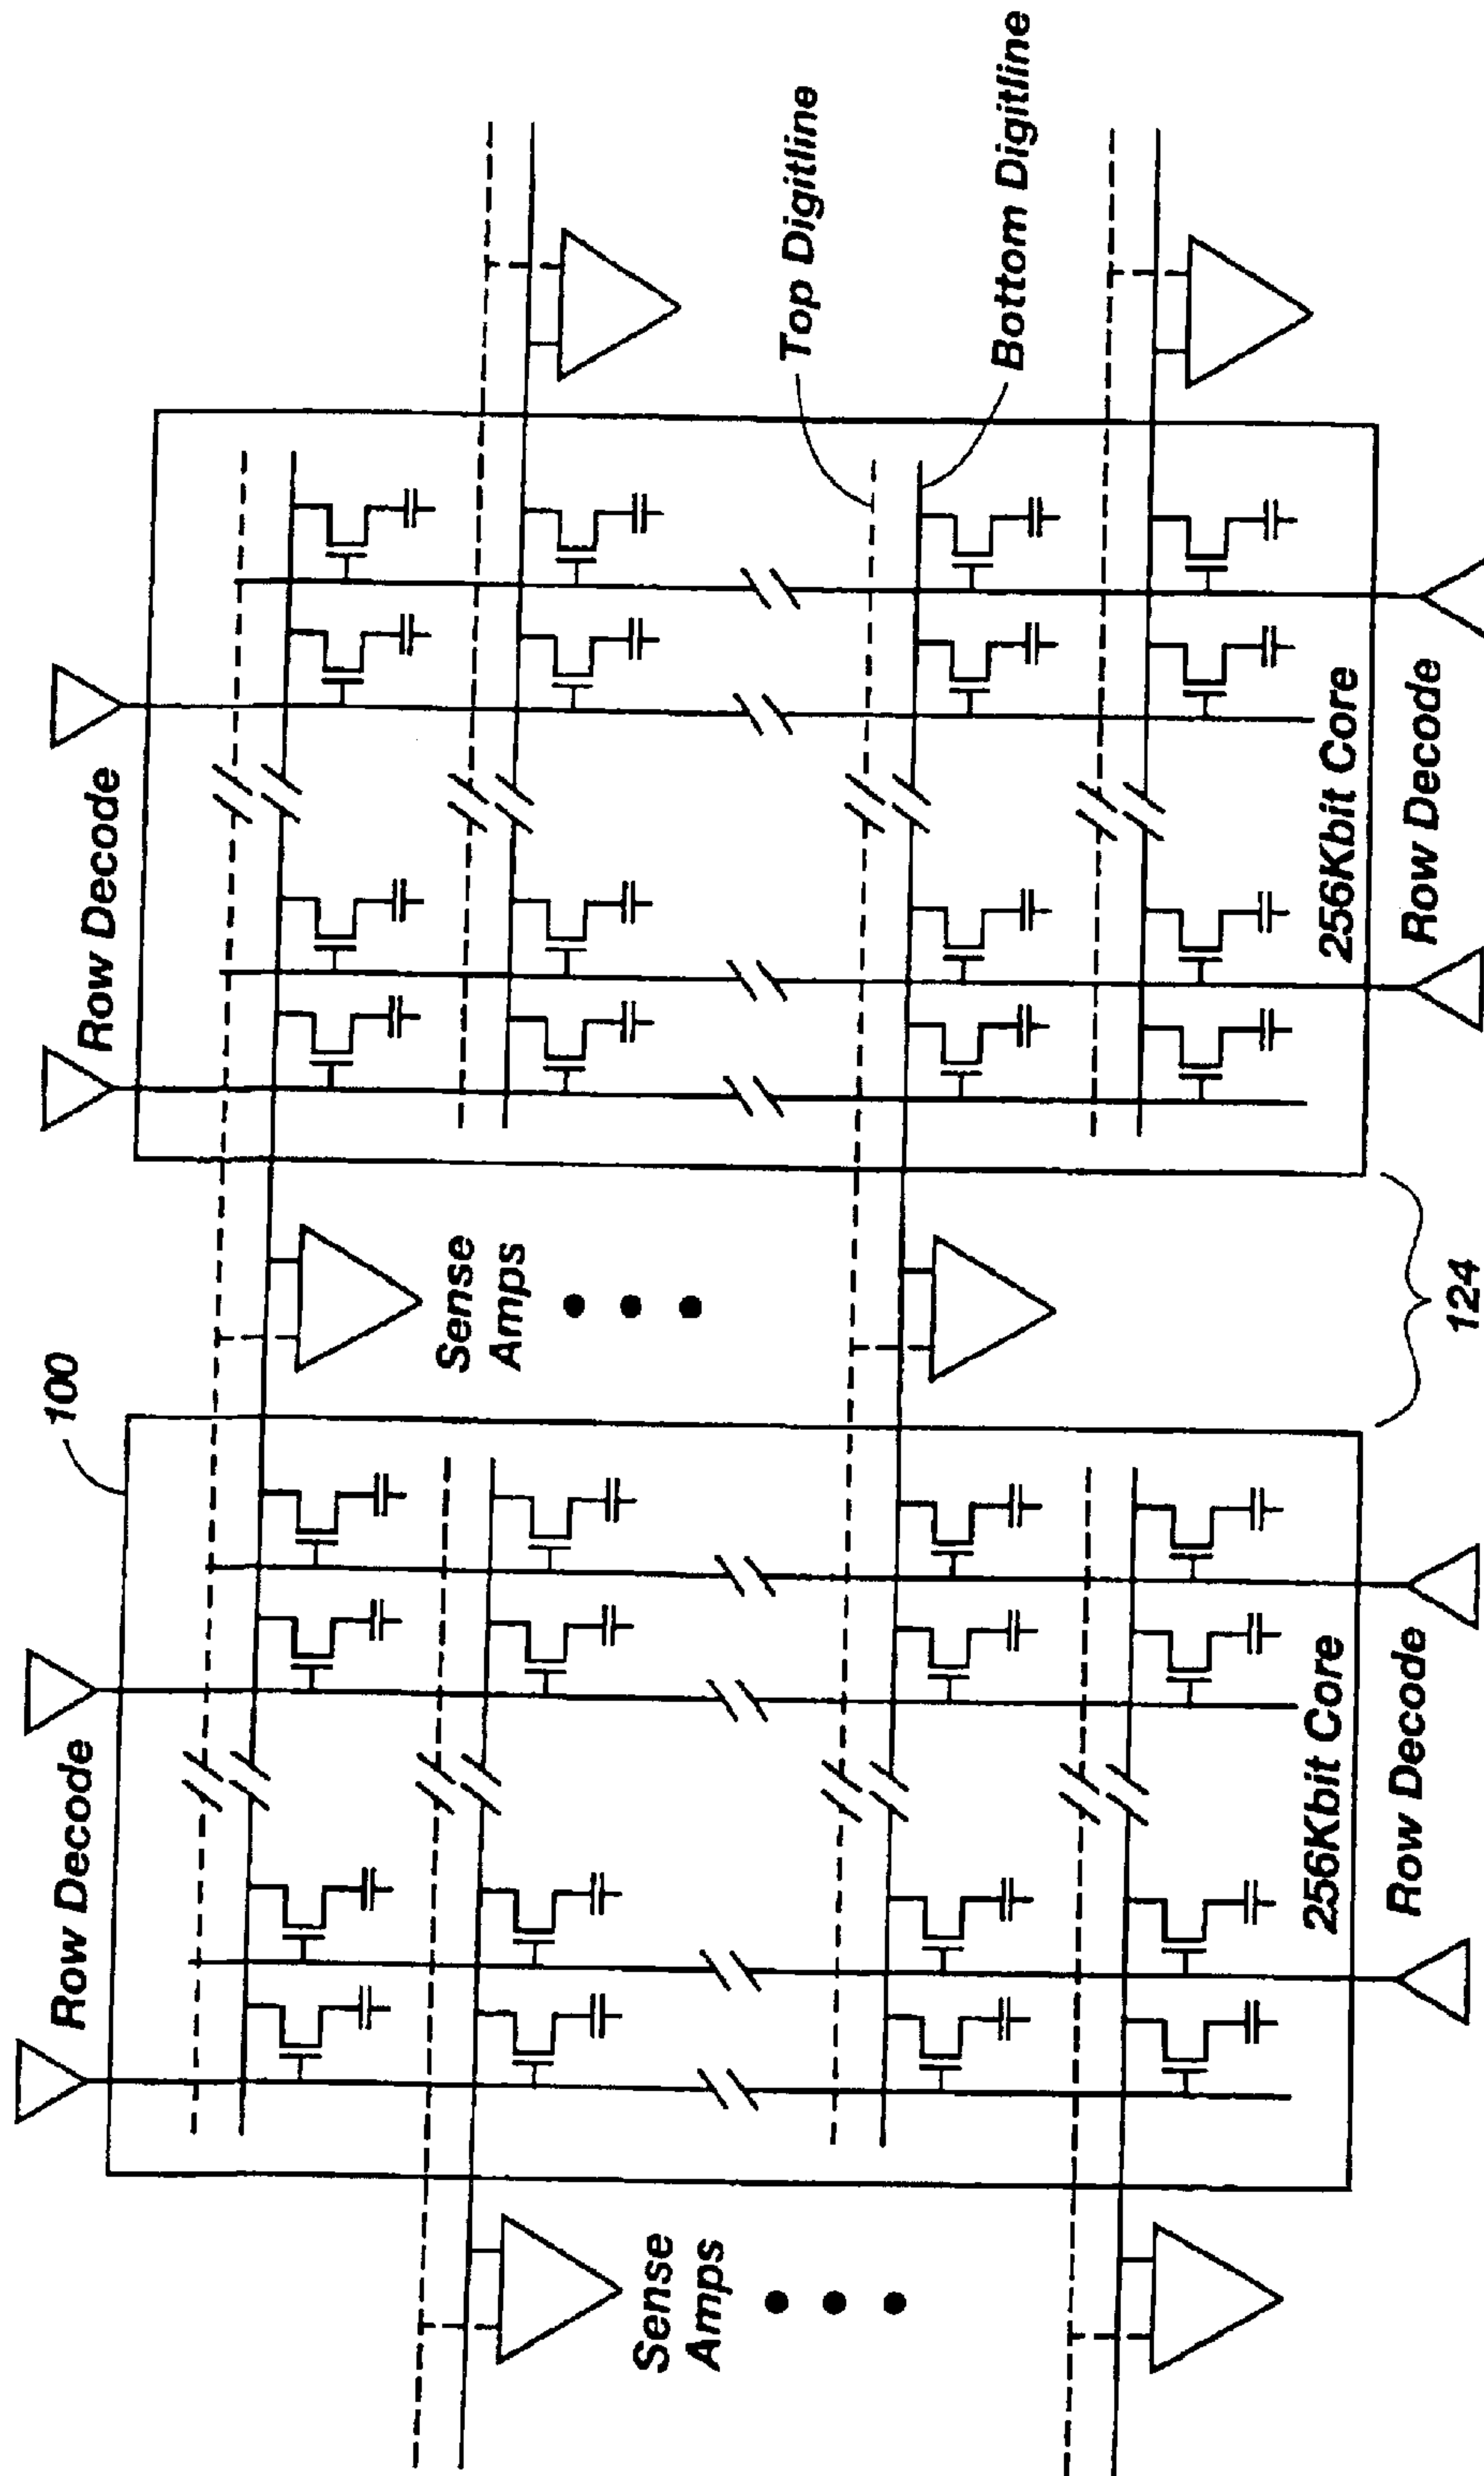 100
Row Decode
Row Decode
Sense
Amps
Sense
Amps
Top Digitline
Bottom Digitline
256Kbit Core
256Kbit Core
Row Decode
Row Decode
124